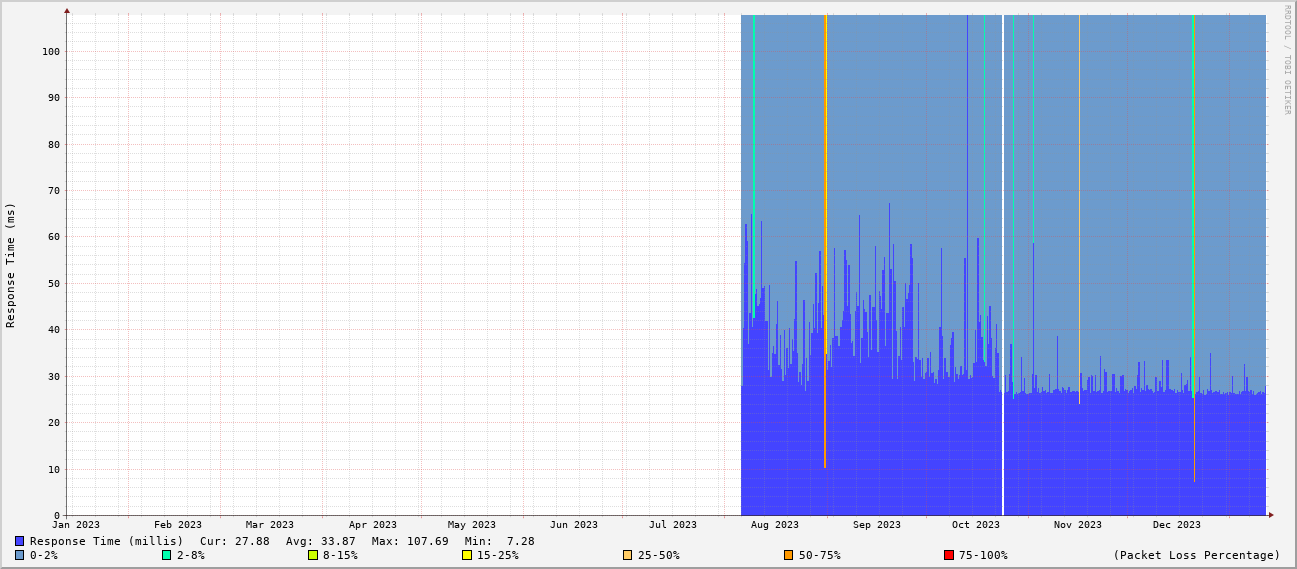 RRDTOOL / TOBI OETIKER
Response Time (ms)
100
90
80
70
60
50
40
30
20
10
0
Jan 2023 Feb 2023 Mar 2023 Apr 2023 May 2023 Jun 2023 Jul 2023 Aug 2023 Sep 2023 Oct 2023 Nov 2023 Dec 2023
Response Time (millis) Cur: 27.88 Avg: 33.87 Max: 107.69 Min: 7.28
0-2% 2-8% 8-15% 15-25% 25-50% 50-75% 75-100% (Packet Loss Percentage)